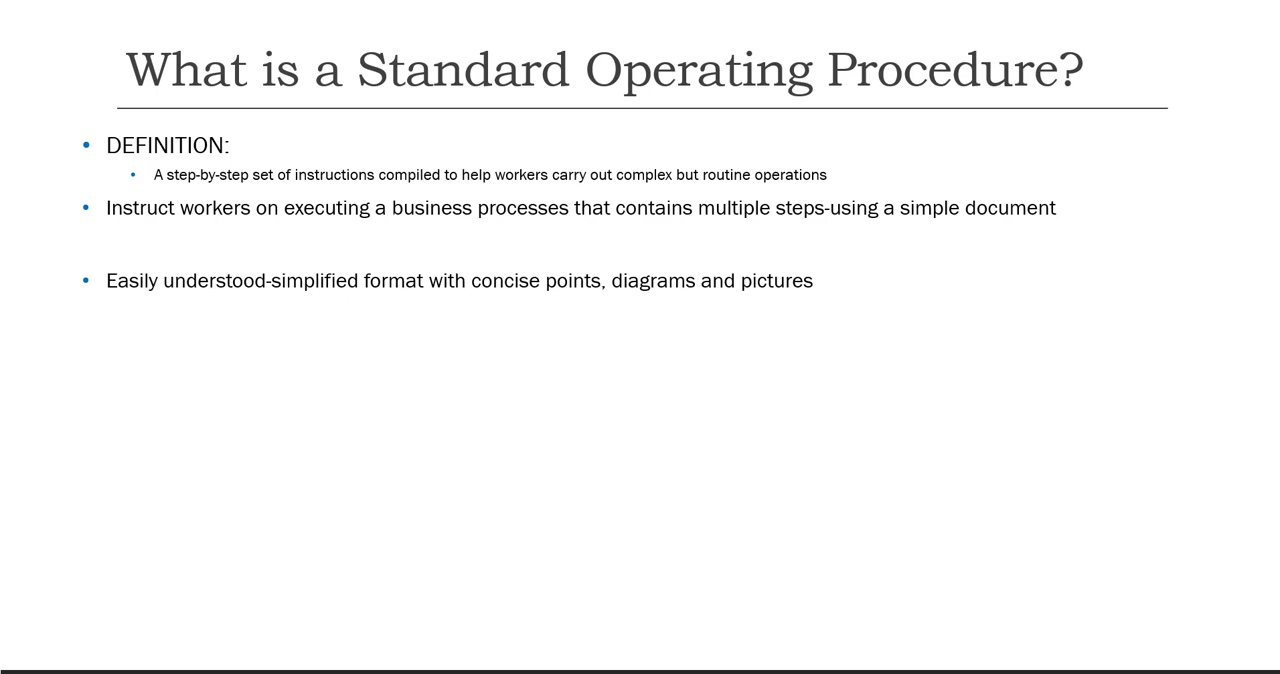 What is a Standard Operating Procedure?
• DEFINITION:
• A step-by-step set of instructions compiled to help workers carry out complex but routine operations
• Instruct workers on executing a business processes that contains multiple steps-using a simple document
• Easily understood-simplified format with concise points, diagrams and pictures